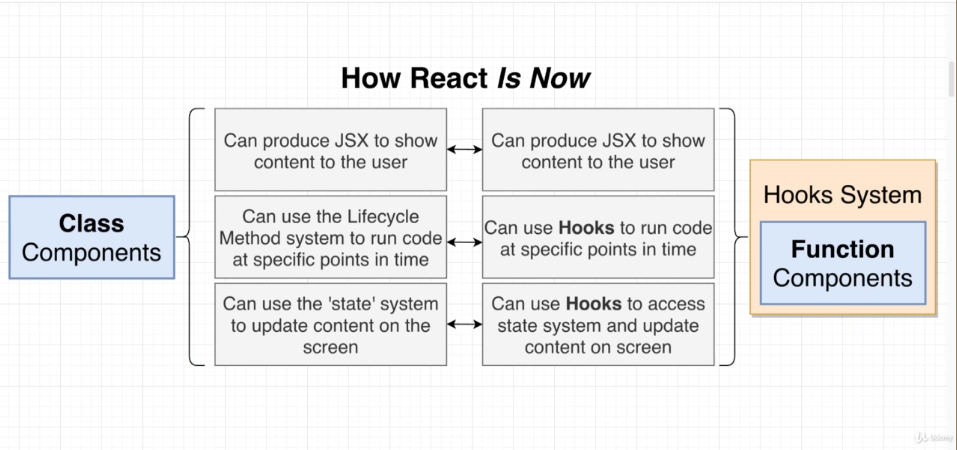 How React Is Now
Class
Components
Can produce JSX to show
content to the user
Can use the Lifecycle
Method system to run code
at specific points in time
Can use the 'state' system
to update content on the
screen
Can produce JSX to show
content to the user
Can use Hooks to run code
at specific points in time
Can use Hooks to access
state system and update
content on screen
Hooks System
Function
Components
Udemy